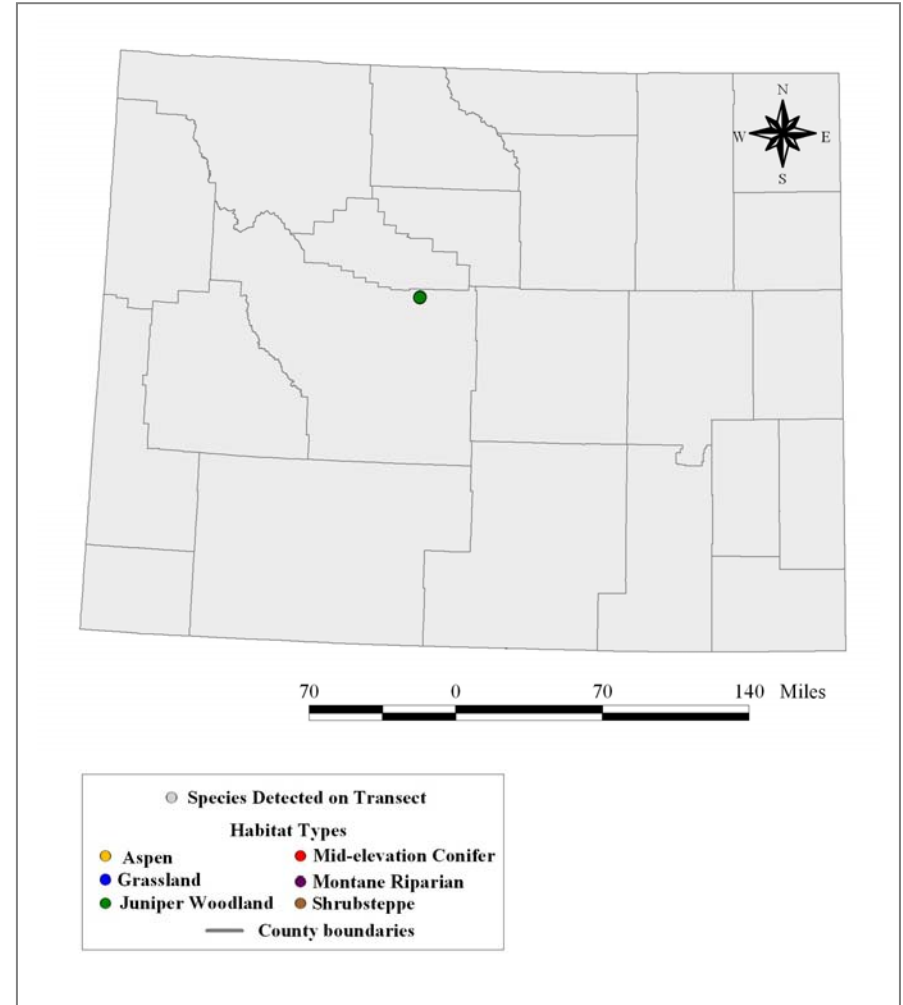 N
W E
S
70 0 70 140 Miles
Species Detected on Transect
Habitat Types
Aspen Mid-elevation Conifer
Grassland Montane Riparian
Juniper Woodland Shrubsteppe
County boundaries